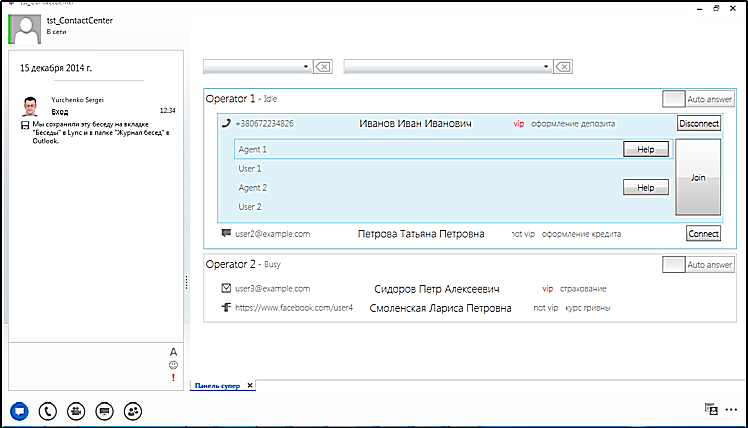 tst_ContactCenter
tst_ContactCenter
В сети
15 декабря 2014 г.
Yurchenko Sergei
Вход
12:34
Мы сохранили эту беседу на вкладке
"Беседы" в Lync и в папке "Журнал бесед" в
Outlook.
A
!
Operator 1 - Idle
Auto answer
+380672234826 Иванов Иван Иванович vip оформление депозита Disconnect
Agent 1 Help
User 1
Join
Agent 2 Help
User 2
user2@example.com Петрова Татьяна Петровна not vip оформление кредита Connect
Operator 2 - Busy
Auto answer
user3@example.com Сидоров Петр Алексеевич vip страхование
https://www.facebook.com/user4 Смоленская Лариса Петровна not vip курс гривны
Панель супер